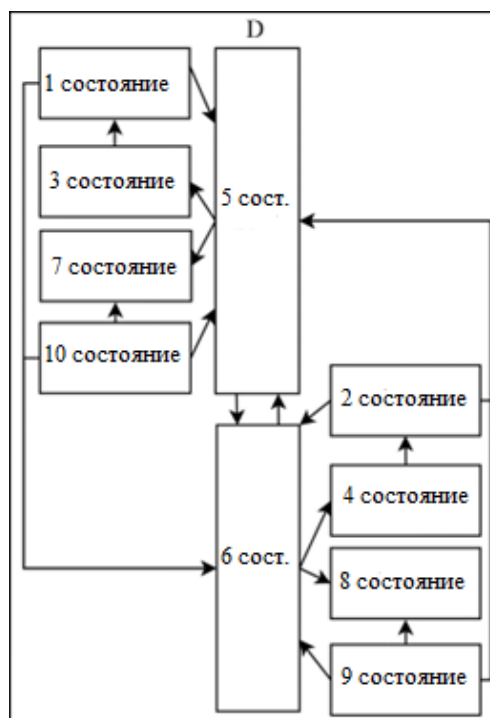 D
1 состояние
3 состояние
5 сост.
7 состояние
10 состояние
2 состояние
4 состояние
6 сост.
8 состояние
9 состояние